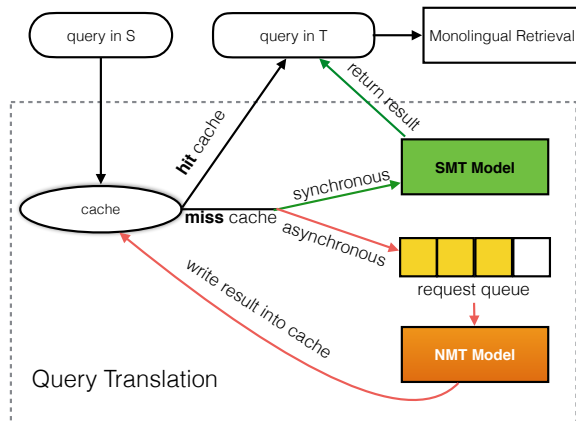 query in S
query in T
Monolingual Retrieval
return result
hit cache
SMT Model
synchronous
cache
miss cache
asynchronous
request queue
write result into cache
NMT Model
Query Translation